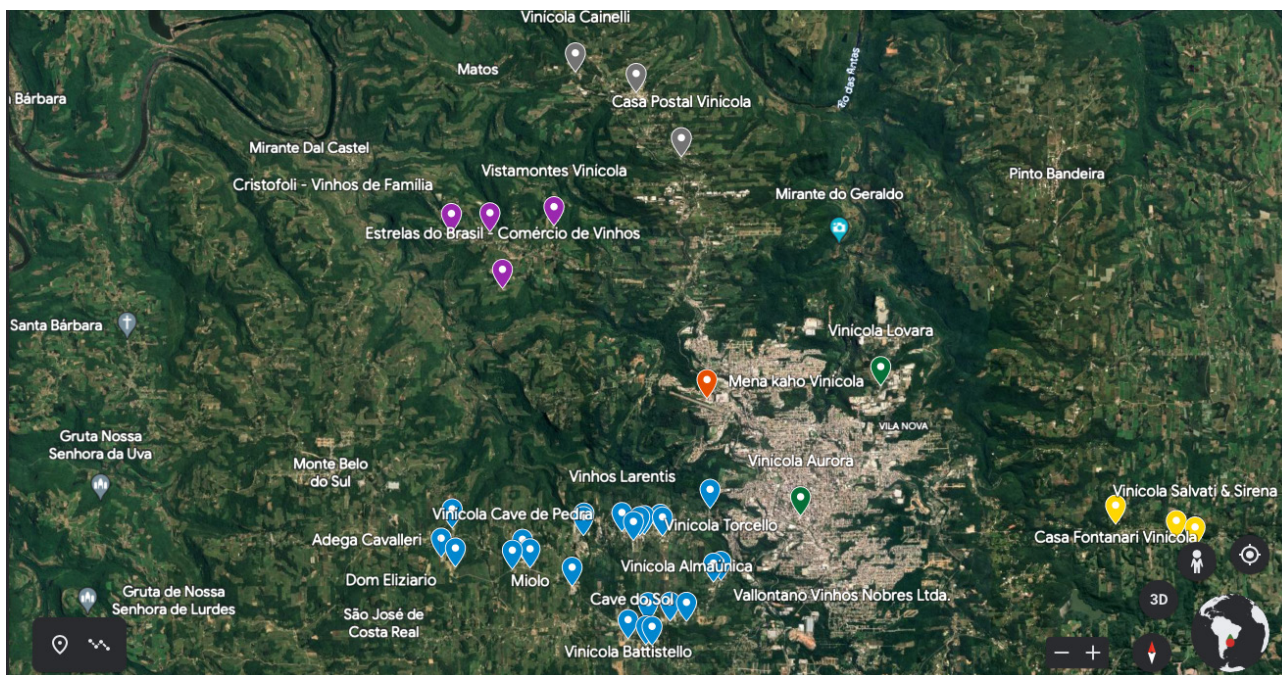 Vinícola Cainelli
Matos
Casa Postal Vinícola
Rio das Antas
a Bárbara
Mirante Dal Castel
Cristofoli - Vinhos de Família
Vistamontes Vinícola
Pinto Bandeira
Mirante do Geraldo
Estrelas do Brasil - Comércio de Vinhos
Santa Bárbara
Vinícola Lovara
Mena kaho Vinícola
VILA NOVA
Gruta Nossa
Senhora da Uva
Monte Belo
do Sul
Vinhos Larentis
Vinícola Aurora
Vinícola Salvati & Sirena
Vinícola Cave de Pedra
Vinícola Torcello
Adega Cavalleri
Casa Fontanari Vinícola
Dom Eliziario
Miolo
Vinícola Almaúnica
Gruta de Nossa
Senhora de Lurdes
São José de
Costa Real
Cave do Sol
Vallontano Vinhos Nobres Ltda.
3D
Vinícola Battistello